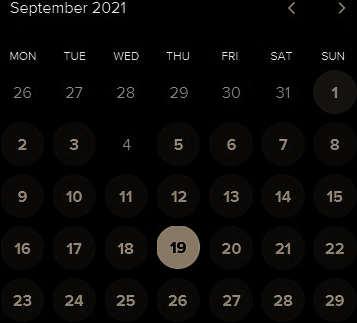 September 2021
MON TUE WED THU FRI SAT SUN
26 27 28 29 30 31 1
2 3 4 5 6 7 8
9 10 11 12 13 14 15
16 17 18 19 20 21 22
23 24 25 26 27 28 29